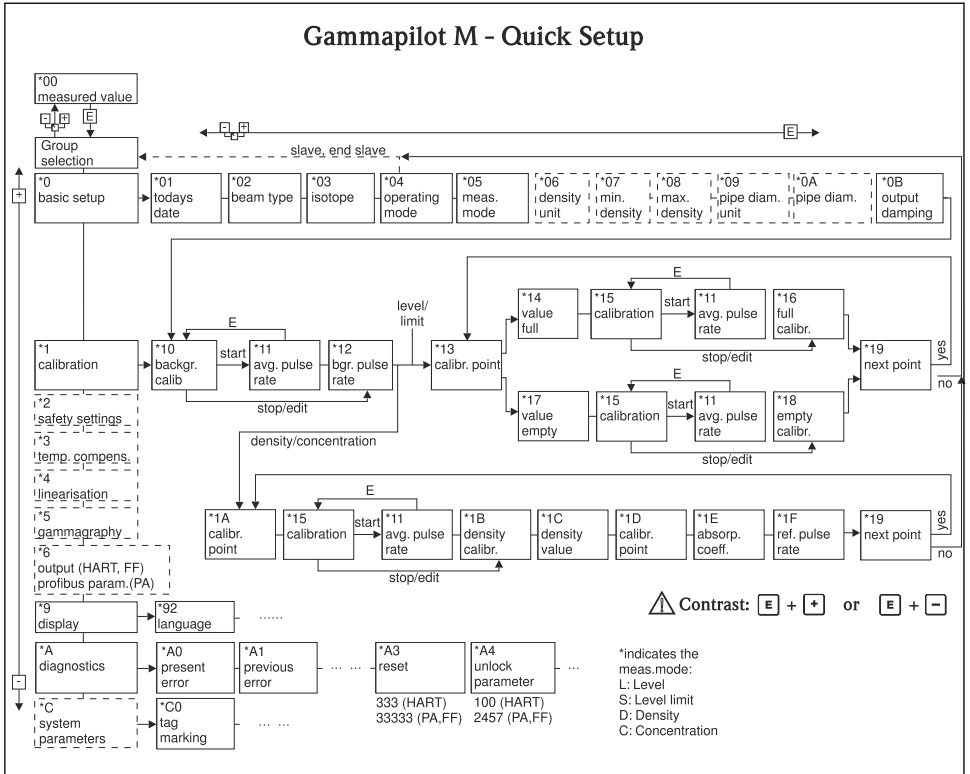 Gammapilot M - Quick Setup
*00
measured value
- +
E
- +
E
Group
selection
slave, end slave
+
*0
basic setup
*01
todays
date
*02
beam type
*03
isotope
*04
operating
mode
*05
meas.
mode
*06
density
unit
*07
min.
density
*08
max.
density
*09
pipe diam.
unit
*0A
pipe diam.
*0B
output
damping
*1
calibration
*10
backgr.
calib
E
start
*11
avg. pulse
rate
*12
bgr. pulse
rate
stop/edit
level/
limit
*13
calibr. point
*14
value
full
*15
calibration
E
start
*11
avg. pulse
rate
*16
full
calibr.
stop/edit
*17
value
empty
*15
calibration
E
start
*11
avg. pulse
rate
*18
empty
calibr.
stop/edit
*19
next point
yes
no
density/concentration
*2
safety settings
*3
temp. compens.
*4
linearisation
*5
gammagraphy
*6
output (HART, FF)
profibus param.(PA)
*1A
calibr.
point
*15
calibration
E
start
*11
avg. pulse
rate
*1B
density
calibr.
stop/edit
*1C
density
value
*1D
calibr.
point
*1E
absorp.
coeff.
*1F
ref. pulse
rate
*19
next point
yes
no
*9
display
*92
language
......
Contrast: E + + or E + -
*A
diagnostics
*A0
present
error
*A1
previous
error
... ...
*A3
reset
333 (HART)
33333 (PA,FF)
*A4
unlock
parameter
100 (HART)
2457 (PA,FF)
...
-
*C
system
parameters
*C0
tag
marking
... ...
*indicates the
meas.mode:
L: Level
S: Level limit
D: Density
C: Concentration